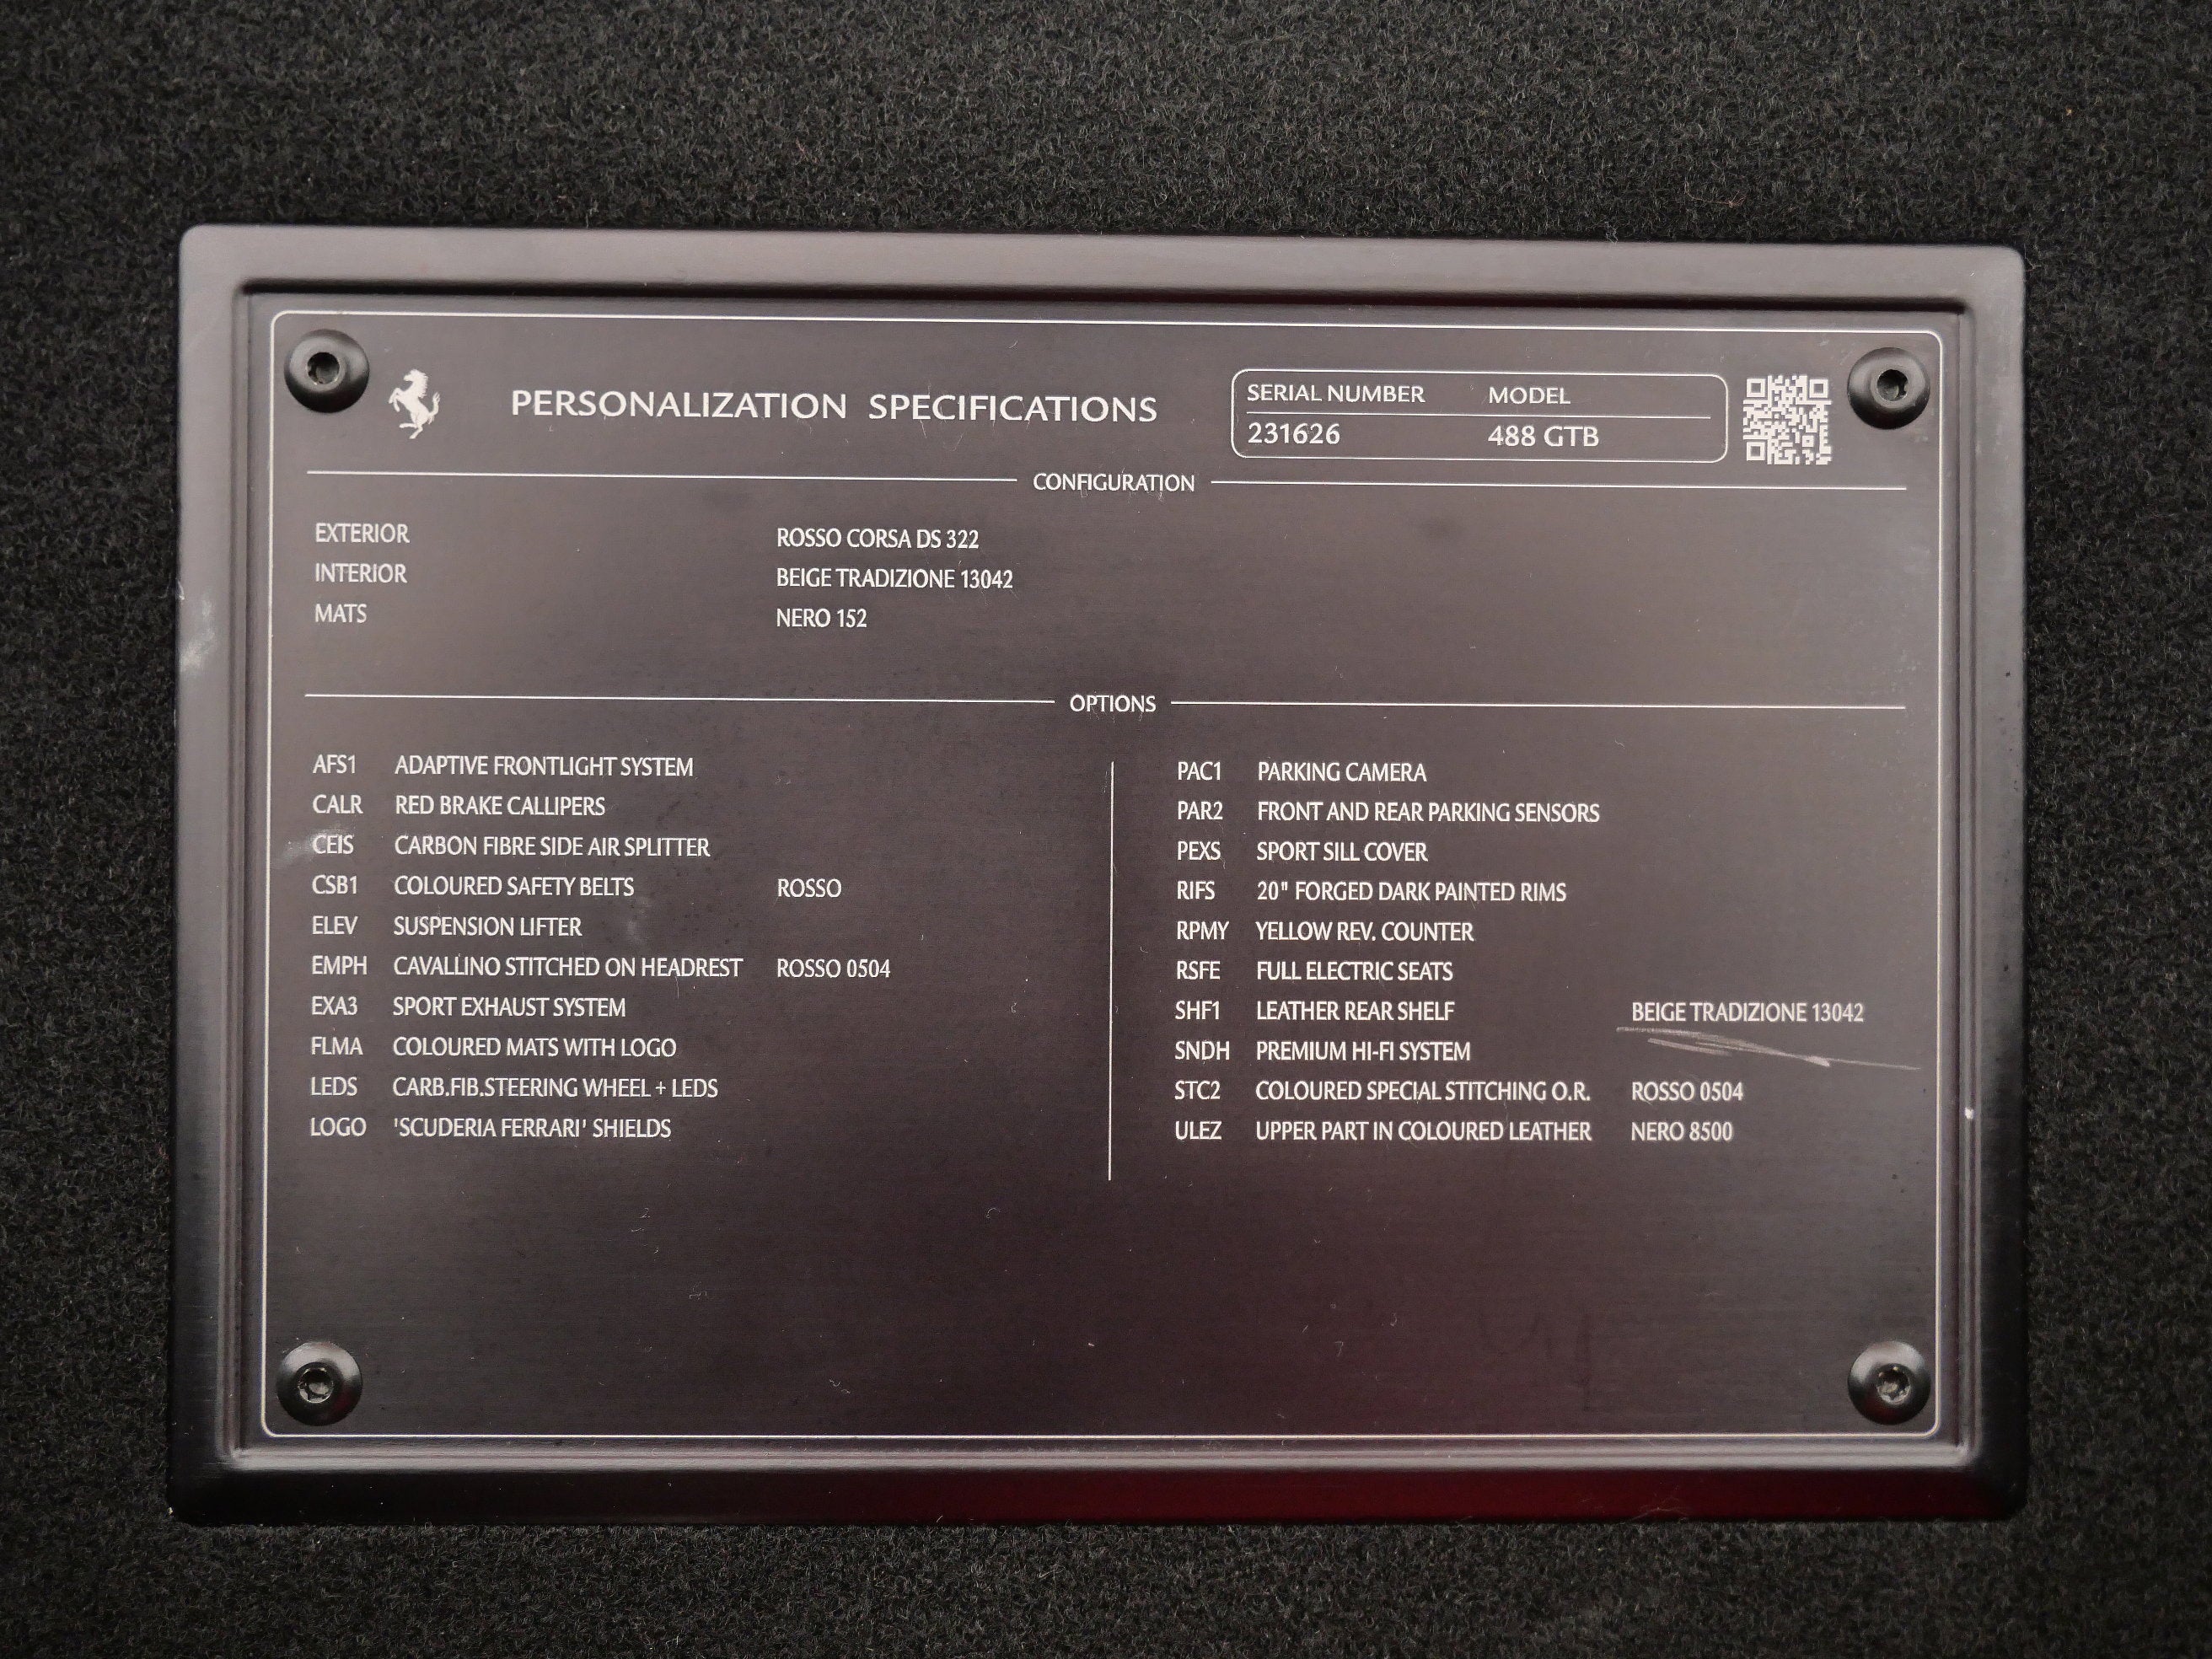 PERSONALIZATION SPECIFICATIONS
SERIAL NUMBER MODEL
231626 488 GTB
CONFIGURATION
EXTERIOR ROSSO CORSA DS 322
INTERIOR BEIGE TRADIZIONE 13042
MATS NERO 152
OPTIONS
AFS1 ADAPTIVE FRONTLIGHT SYSTEM
CALR RED BRAKE CALLIPERS
CEIS CARBON FIBRE SIDE AIR SPLITTER
CSB1 COLOURED SAFETY BELTS ROSSO
ELEV SUSPENSION LIFTER
EMPH CAVALLINO STITCHED ON HEADREST ROSSO 0504
EXA3 SPORT EXHAUST SYSTEM
FLMA COLOURED MATS WITH LOGO
LEDS CARB.FIB.STEERING WHEEL + LEDS
LOGO 'SCUDERIA FERRARI' SHIELDS
PAC1 PARKING CAMERA
PAR2 FRONT AND REAR PARKING SENSORS
PEXS SPORT SILL COVER
RIFS 20" FORGED DARK PAINTED RIMS
RPMY YELLOW REV. COUNTER
RSFE FULL ELECTRIC SEATS
SHF1 LEATHER REAR SHELF BEIGE TRADIZIONE 13042
SNDH PREMIUM HI-FI SYSTEM
STC2 COLOURED SPECIAL STITCHING O.R. ROSSO 0504
ULEZ UPPER PART IN COLOURED LEATHER NERO 8500